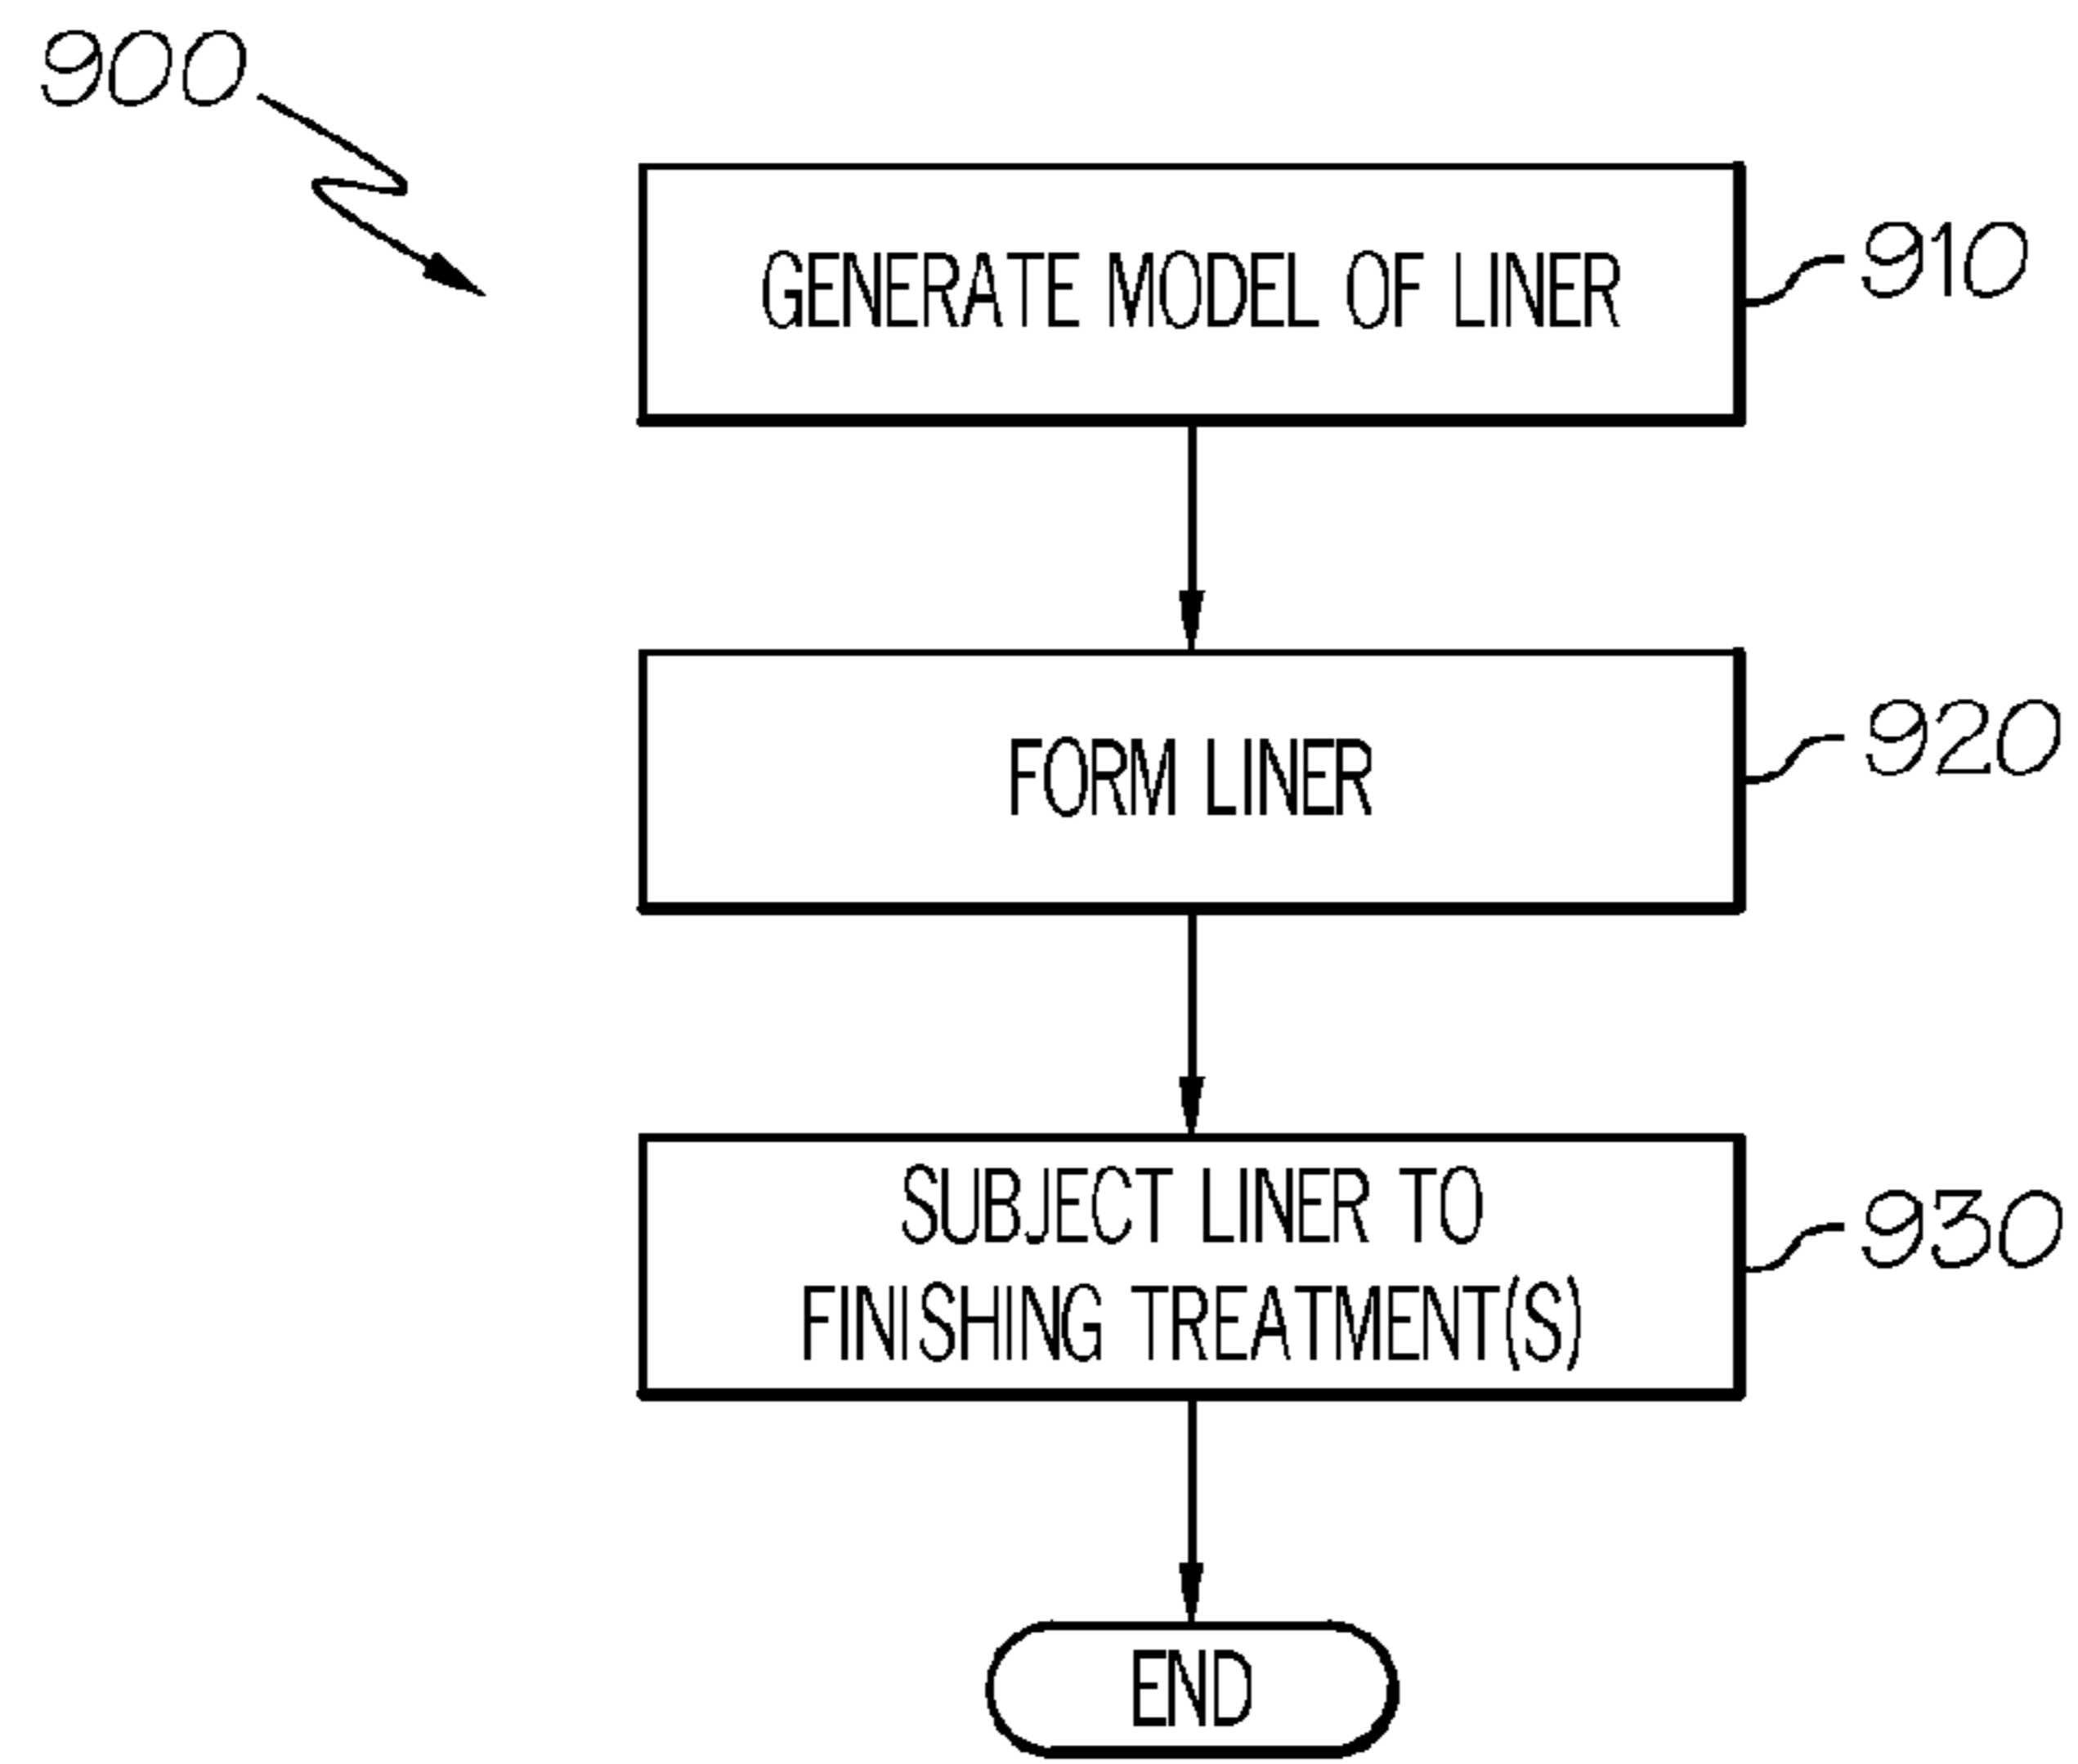 900
GENERATE MODEL OF LINER
910
FORM LINER
920
SUBJECT LINER TO
FINISHING TREATMENT(S)
930
END